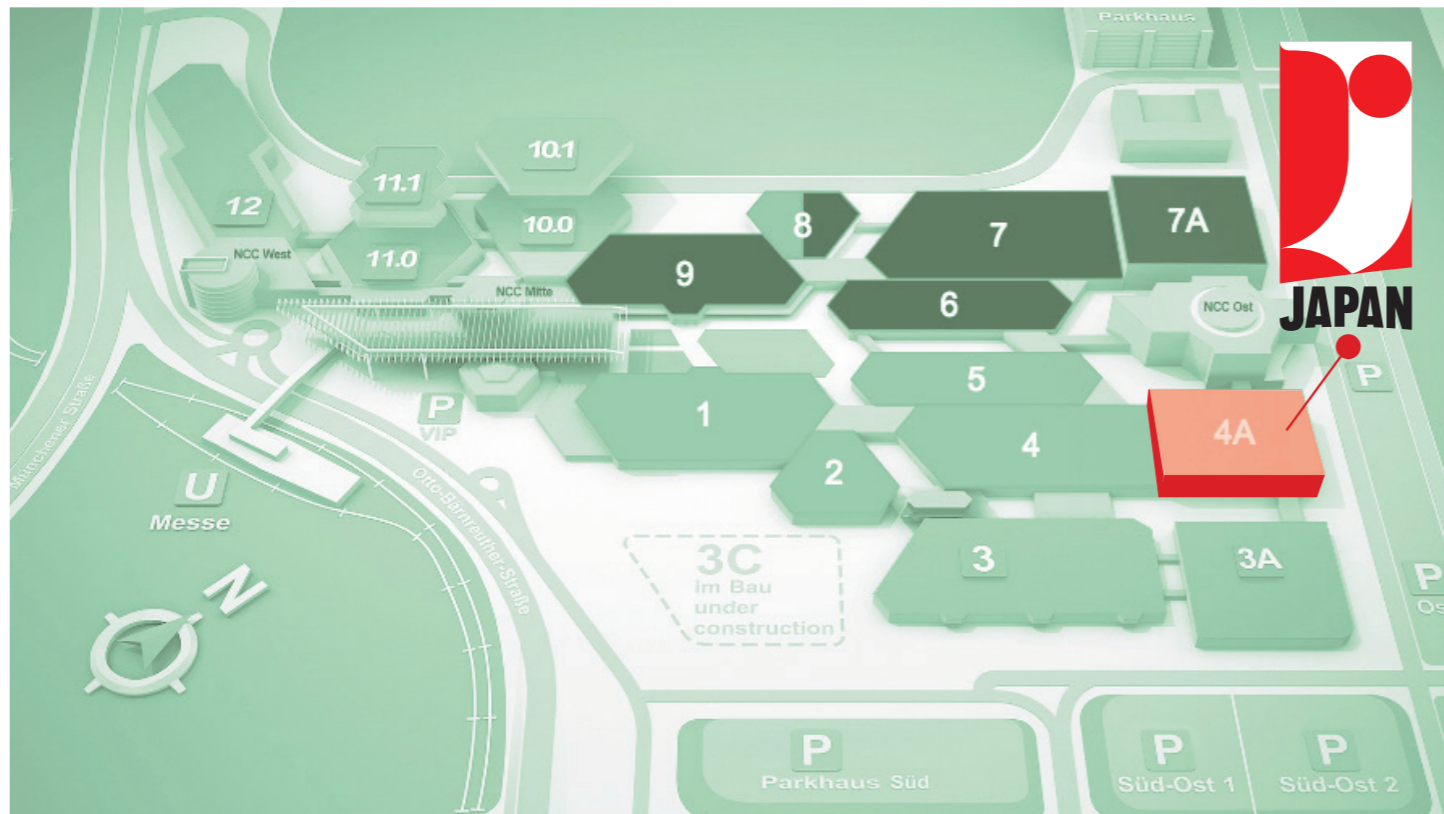 Parkhaus
JAPAN
12
11.1
10.1
11.0
10.0
NCC West
NCC Mitte
8
7
7A
9
6
NCC Ost
P
5
1
4
4A
2
P
VIP
U
Messe
Münchener Straße
Otto-Bärnreuther-Straße
3C
im Bau
under
construction
3
3A
P
Os
N
P
Parkhaus Süd
P
Süd-Ost 1
P
Süd-Ost 2